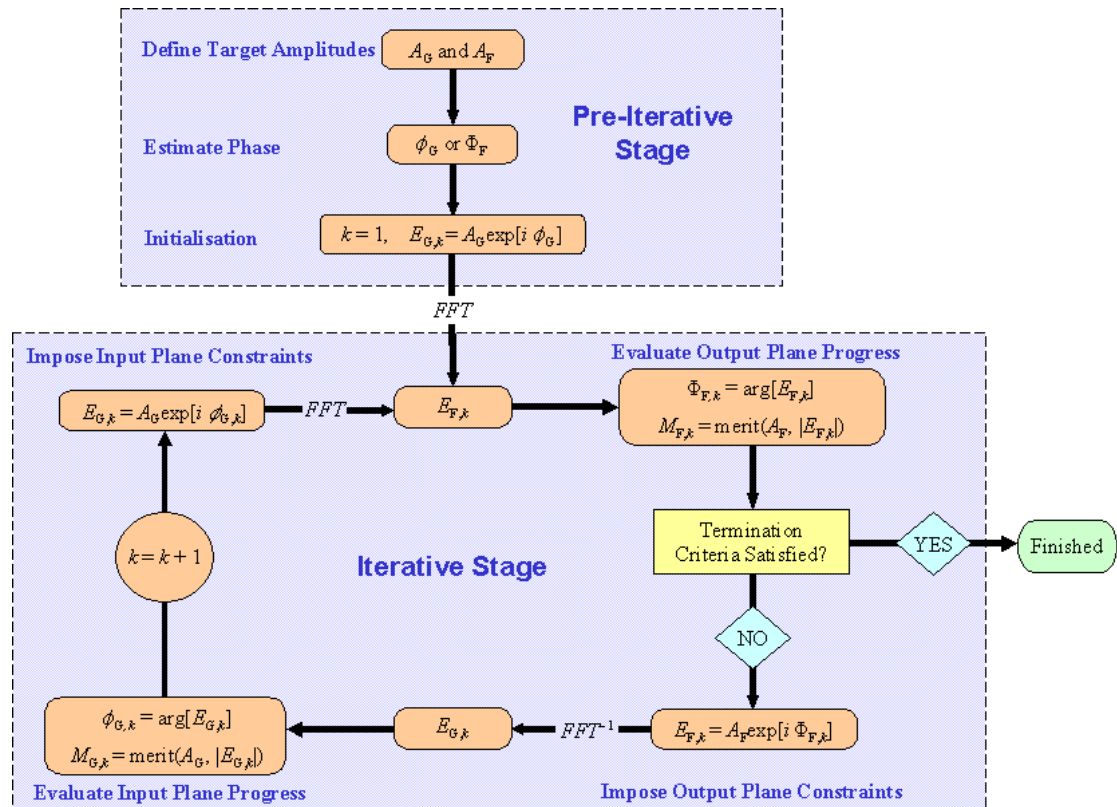 Define Target Amplitudes
A_G and A_F
Pre-Iterative
Stage
Estimate Phase
ϕ_G or Φ_F
Initialisation
k = 1, E_G,k = A_G exp[i ϕ_G]
FFT
Impose Input Plane Constraints
Evaluate Output Plane Progress
E_G,k = A_G exp[i ϕ_G,k]
FFT
E_F,k
Φ_F,k = arg[E_F,k]
M_F,k = merit(A_F, |E_F,k|)
k = k + 1
Iterative Stage
Termination
Criteria Satisfied?
YES
Finished
NO
ϕ_G,k = arg[E_G,k]
M_G,k = merit(A_G, |E_G,k|)
E_G,k
FFT⁻¹
E_F,k = A_F exp[i Φ_F,k]
Evaluate Input Plane Progress
Impose Output Plane Constraints